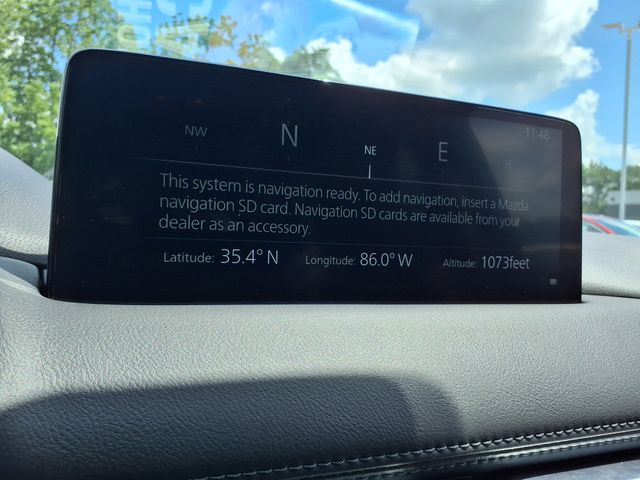 11:48
NW N NE E SE
This system is navigation ready. To add navigation, insert a Mazda
navigation SD card. Navigation SD cards are available from your
dealer as an accessory.
Latitude: 35.4° N Longitude: 86.0° W Altitude: 1073feet